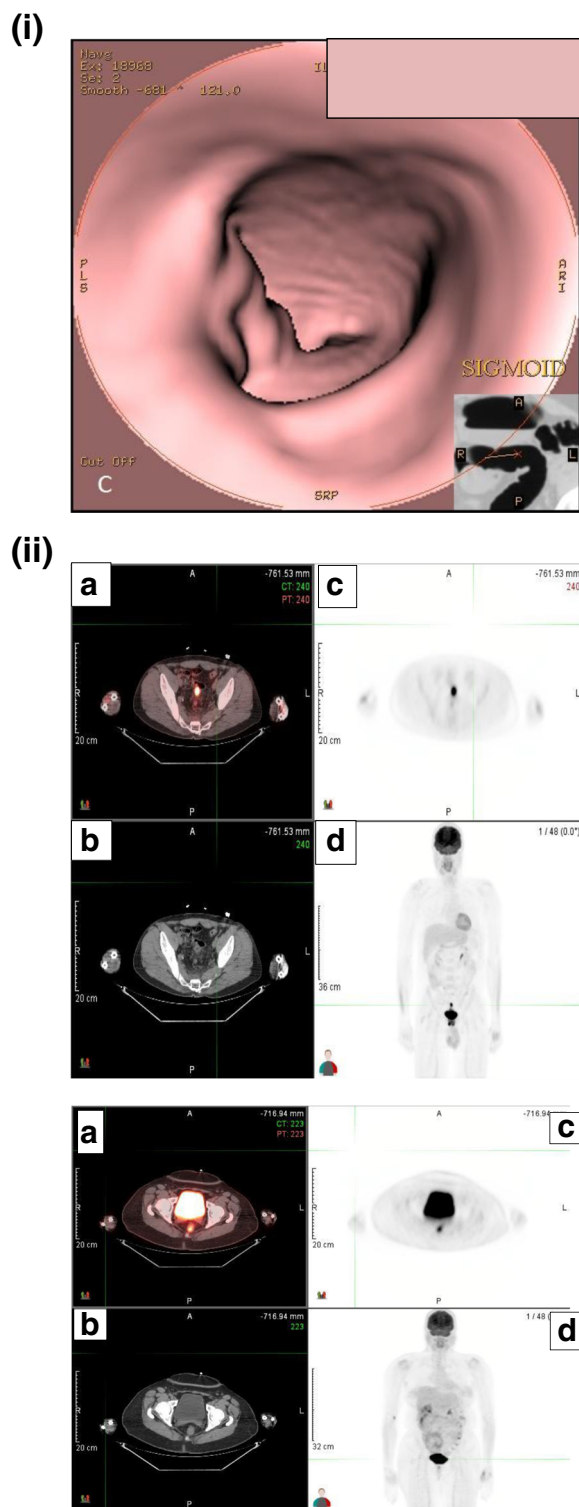 (i)
Navg
Ex: 18968
Se: 2
Smooth -681 121.0
P L S
A R I
SIGMOID
A
R
L
P
Cut Off
C
SRP
(ii)
a
A
-761.53 mm
CT: 240
PT: 240
R
20 cm
P
c
A
-761.53 mm
240
R
L
20 cm
P
b
A
-761.53 mm
240
R
20 cm
P
d
1 / 48 (0.0°)
36 cm
a
A
-716.94 mm
CT: 223
PT: 223
R
L
20 cm
P
c
A
-716.94 mm
R
L
20 cm
P
b
A
-716.94 mm
223
R
L
20 cm
P
d
1 / 48
32 cm